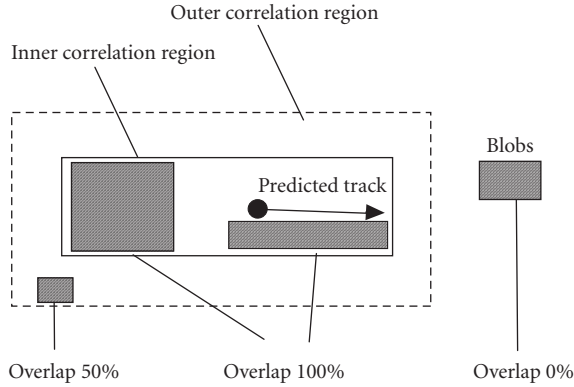 Outer correlation region
Inner correlation region
Blobs
Predicted track
Overlap 50%
Overlap 100%
Overlap 0%